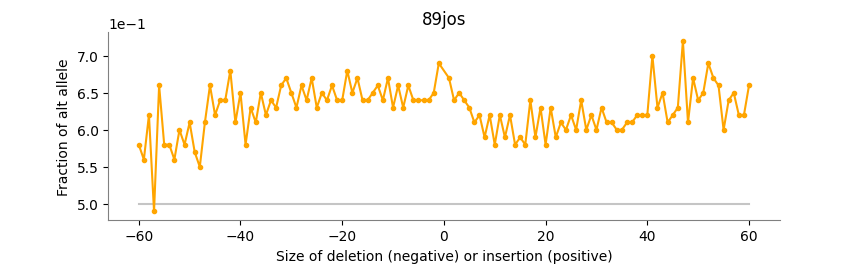 89jos
1e−1
7.0
6.5
6.0
5.5
5.0
Fraction of alt allele
−60 −40 −20 0 20 40 60
Size of deletion (negative) or insertion (positive)